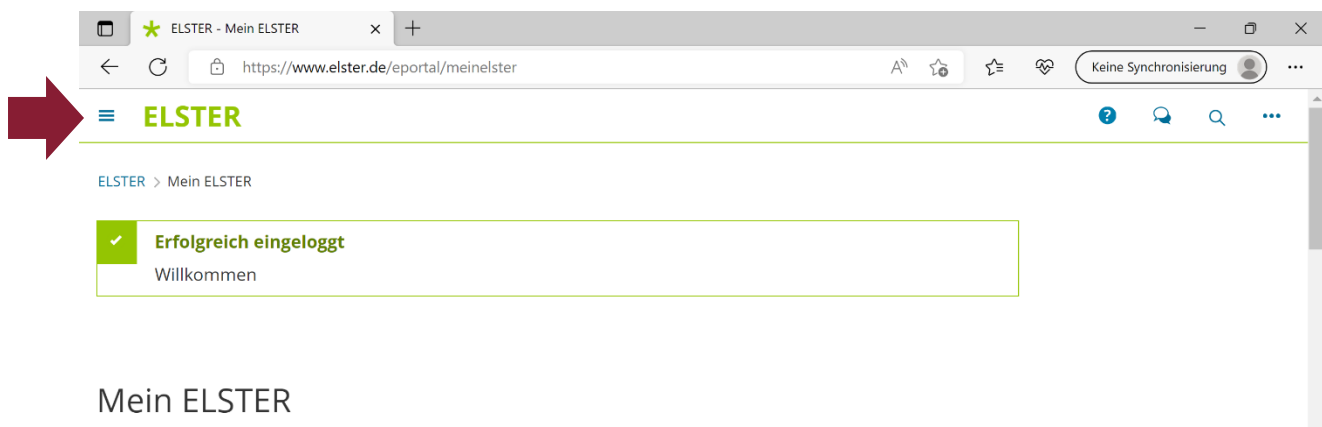 ELSTER - Mein ELSTER
https://www.elster.de/eportal/meinelster
Keine Synchronisierung
ELSTER
ELSTER > Mein ELSTER
Erfolgreich eingeloggt
Willkommen
Mein ELSTER